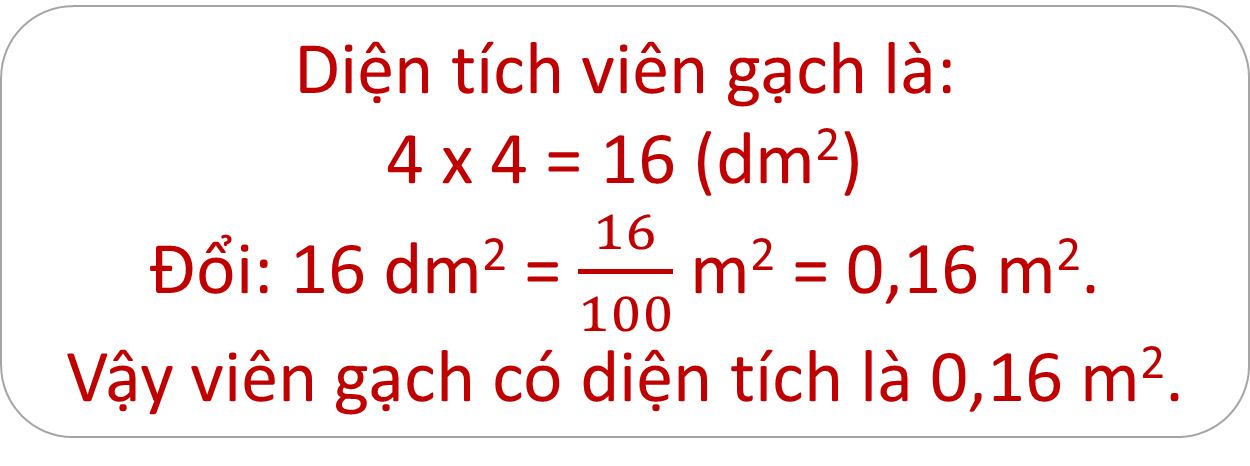 Diện tích viên gạch là:
4 x 4 = 16 (dm²)
Đổi: 16 dm² = 16/100 m² = 0,16 m².
Vậy viên gạch có diện tích là 0,16 m².